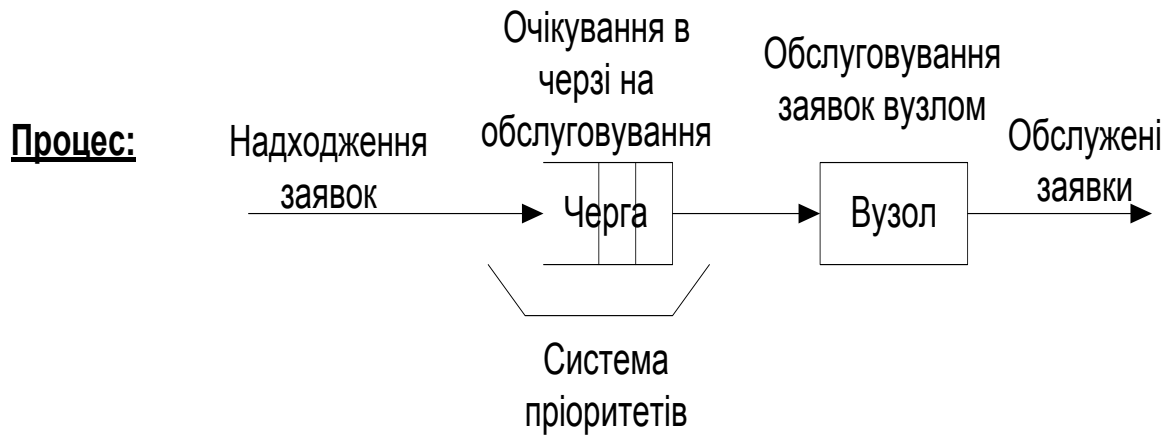 Процес:
Надходження
заявок
Очікування в
черзі на
обслуговування
Черга
Обслуговування
заявок вузлом
Вузол
Обслужені
заявки
Система
пріоритетів